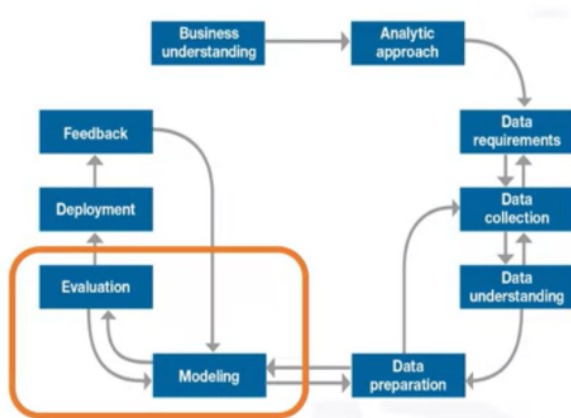 Business
understanding
Analytic
approach
Feedback
Data
requirements
Deployment
Data
collection
Evaluation
Data
understanding
Modeling
Data
preparation